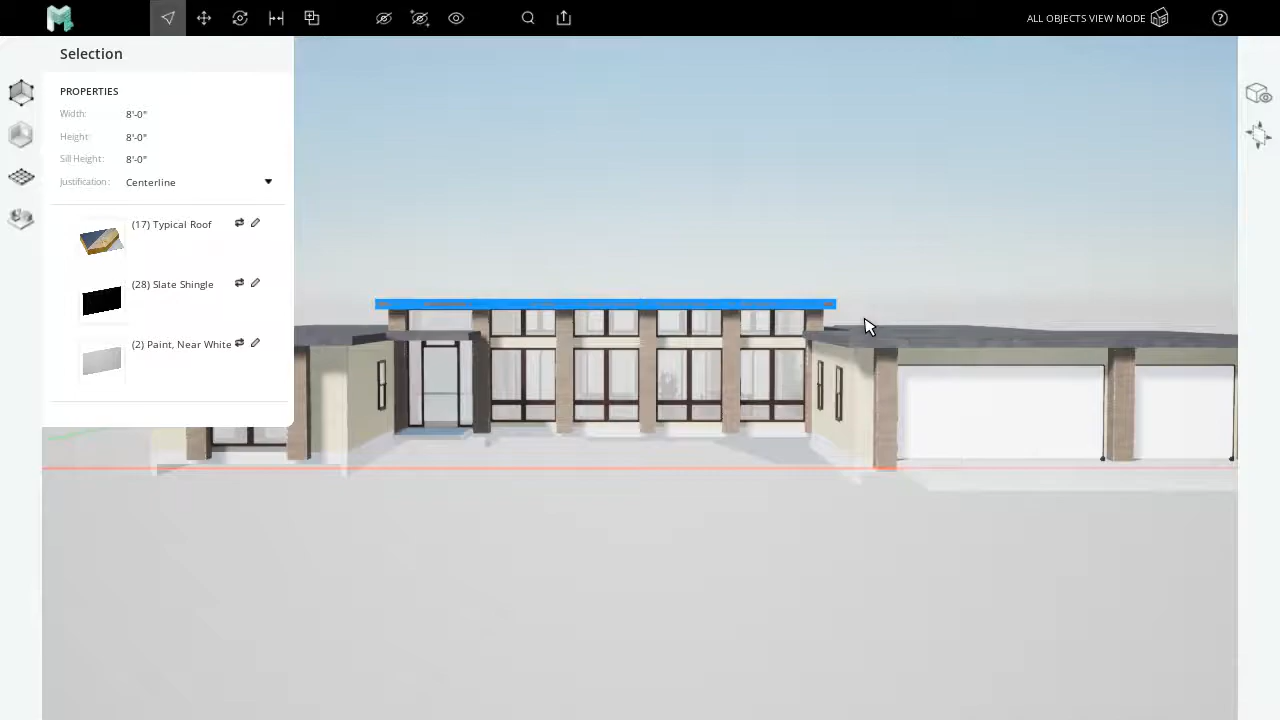 ALL OBJECTS VIEW MODE
?
Selection
PROPERTIES
Width: 8'-0"
Height: 8'-0"
Sill Height: 8'-0"
Justification: Centerline
(17) Typical Roof
(28) Slate Shingle
(2) Paint, Near White